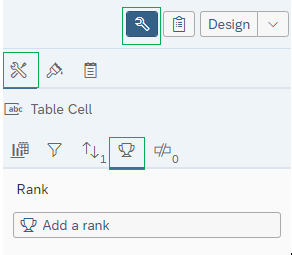 Design
abc Table Cell
1
0
Rank
Add a rank